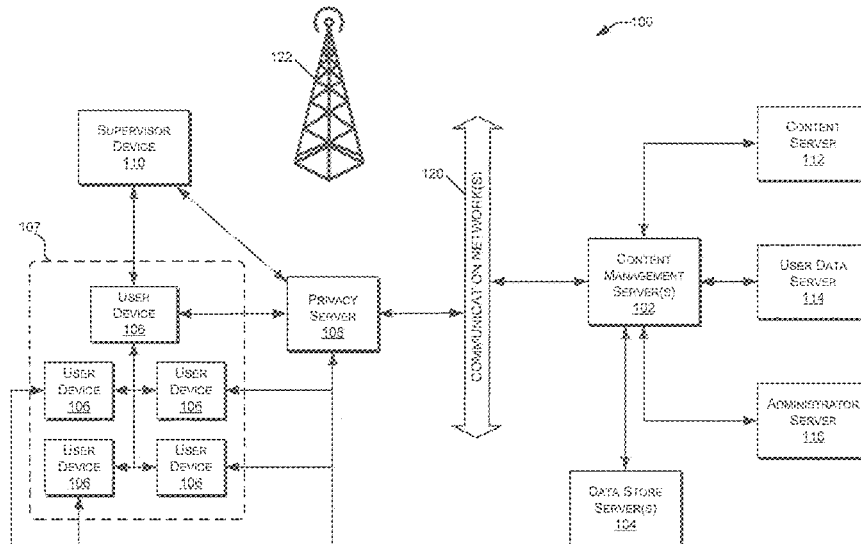 122
100
SUPERVISOR
DEVICE
110
CONTENT
SERVER
112
120
COMMUNICATION NETWORK(S)
107
USER
DEVICE
106
PRIVACY
SERVER
108
CONTENT
MANAGEMENT
SERVER(S)
102
USER DATA
SERVER
114
USER
DEVICE
106
USER
DEVICE
106
USER
DEVICE
106
USER
DEVICE
106
ADMINISTRATOR
SERVER
116
DATA STORE
SERVER(S)
104